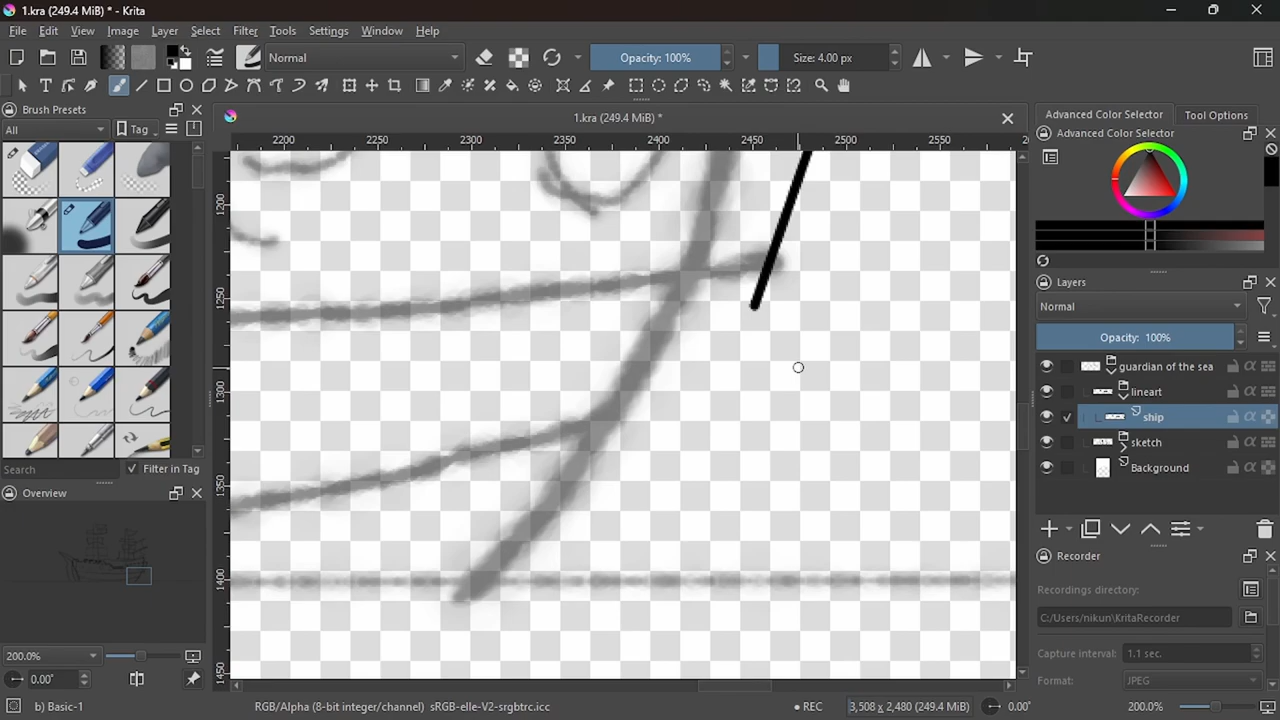 1.kra (249.4 MiB) * - Krita
File Edit View Image Layer Select Filter Tools Settings Window Help
Normal
Opacity: 100%
Size: 4.00 px
Brush Presets
All
Tag
Search
Filter in Tag
Overview
200.0%
0.00°
1.kra (249.4 MiB) *
2200 2250 2300 2350 2400 2450 2500 2550
1200
1250
1300
1350
1400
1450
Advanced Color Selector
Tool Options
Advanced Color Selector
Layers
Normal
Opacity: 100%
guardian of the sea
lineart
ship
sketch
Background
Recorder
Recordings directory:
C:/Users/nikun\KritaRecorder
Capture interval: 1.1 sec.
Format: JPEG
b) Basic-1
RGB/Alpha (8-bit integer/channel) sRGB-elle-V2-srgbtrc.icc
REC
3,508 x 2,480 (249.4 MiB)
0.00°
200.0%